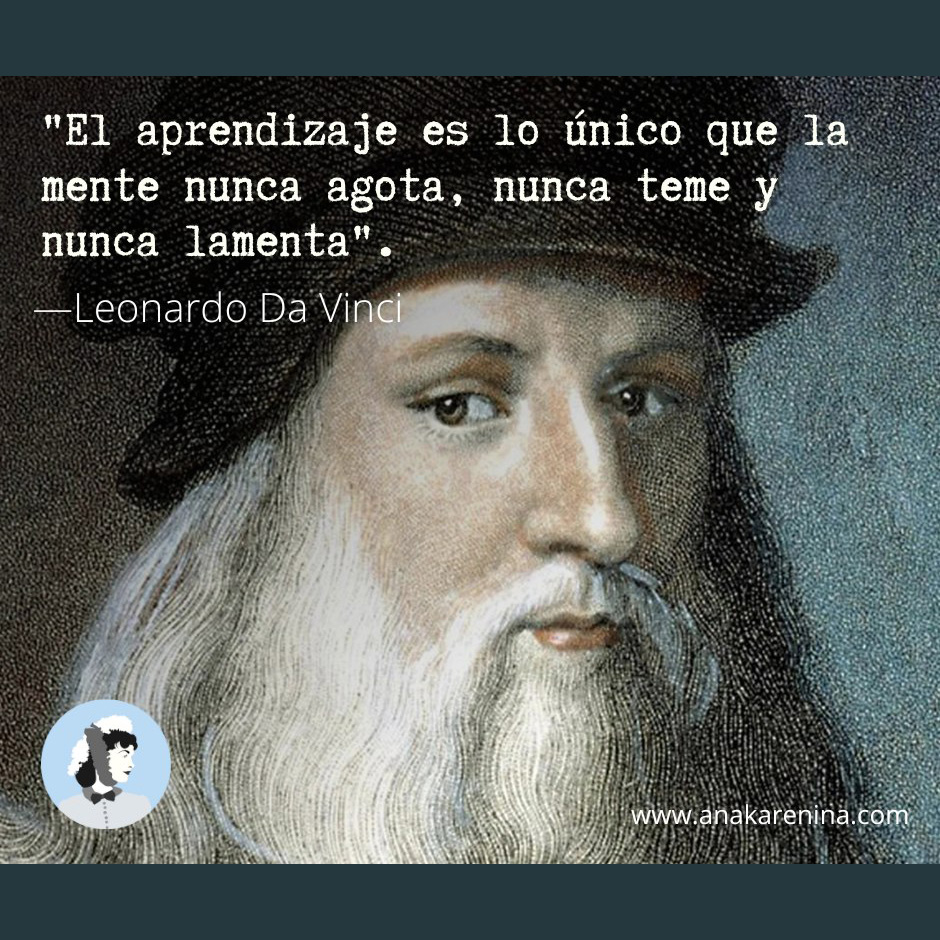 "El aprendizaje es lo único que la
mente nunca agota, nunca teme y
nunca lamenta".
—Leonardo Da Vinci
www.anakarenina.com